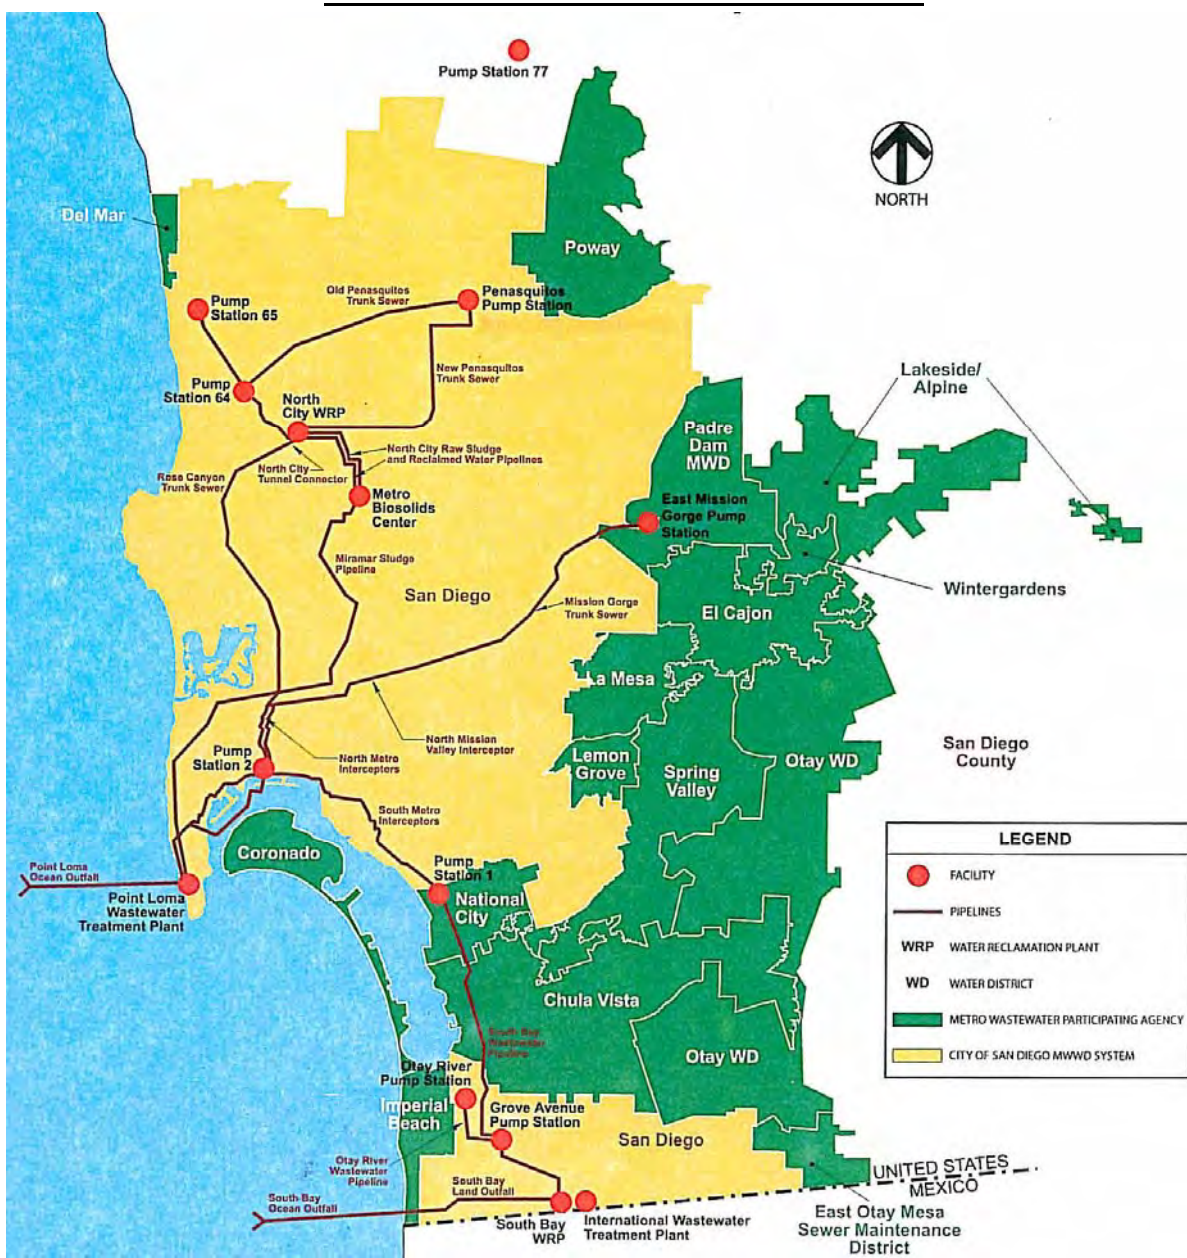 Pump Station 77
NORTH
Del Mar
Poway
Pump
Station 65
Old Penasquitos
Trunk Sewer
Penasquitos
Pump Station
New Penasquitos
Trunk Sewer
Pump
Station 64
North
City WRP
Lakeside/
Alpine
Padre
Dam
MWD
North City Raw Sludge
and Reclaimed Water Pipelines
North City
Tunnel Connector
Rose Canyon
Trunk Sewer
Metro
Biosolids
Center
East Mission
Gorge Pump
Station
Miramar Sludge
Pipeline
San Diego
Mission Gorge
Trunk Sewer
Wintergardens
El Cajon
La Mesa
North Mission
Valley Interceptor
North Metro
Interceptors
Pump
Station 2
Lemon
Grove
Spring
Valley
Otay WD
San Diego
County
South Metro
Interceptors
Coronado
Pump
Station 1
National
City
Point Loma
Ocean Outfall
Point Loma
Wastewater
Treatment Plant
LEGEND
FACILITY
PIPELINES
WRP WATER RECLAMATION PLANT
WD WATER DISTRICT
METRO WASTEWATER PARTICIPATING AGENCY
CITY OF SAN DIEGO MWWD SYSTEM
Chula Vista
South Bay
Wastewater
Pipeline
Otay WD
Otay River
Pump Station
Imperial
Beach
Grove Avenue
Pump Station
San Diego
Otay River
Wastewater
Pipeline
South Bay
Land Outfall
South Bay
Ocean Outfall
UNITED STATES
MEXICO
South Bay
WRP
International Wastewater
Treatment Plant
East Otay Mesa
Sewer Maintenance
District